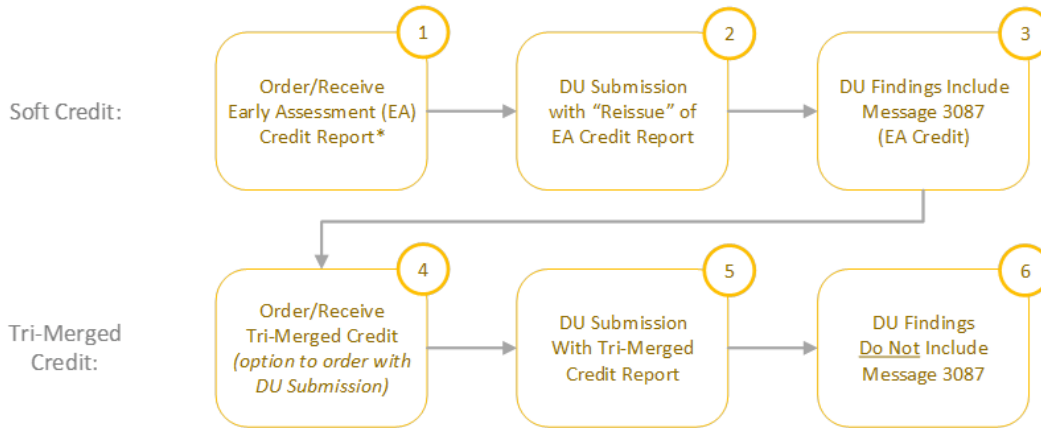 Soft Credit:
1
Order/Receive
Early Assessment (EA)
Credit Report*
2
DU Submission
with “Reissue” of
EA Credit Report
3
DU Findings Include
Message 3087
(EA Credit)
Tri-Merged
Credit:
4
Order/Receive
Tri-Merged Credit
(option to order with
DU Submission)
5
DU Submission
With Tri-Merged
Credit Report
6
DU Findings
Do Not Include
Message 3087